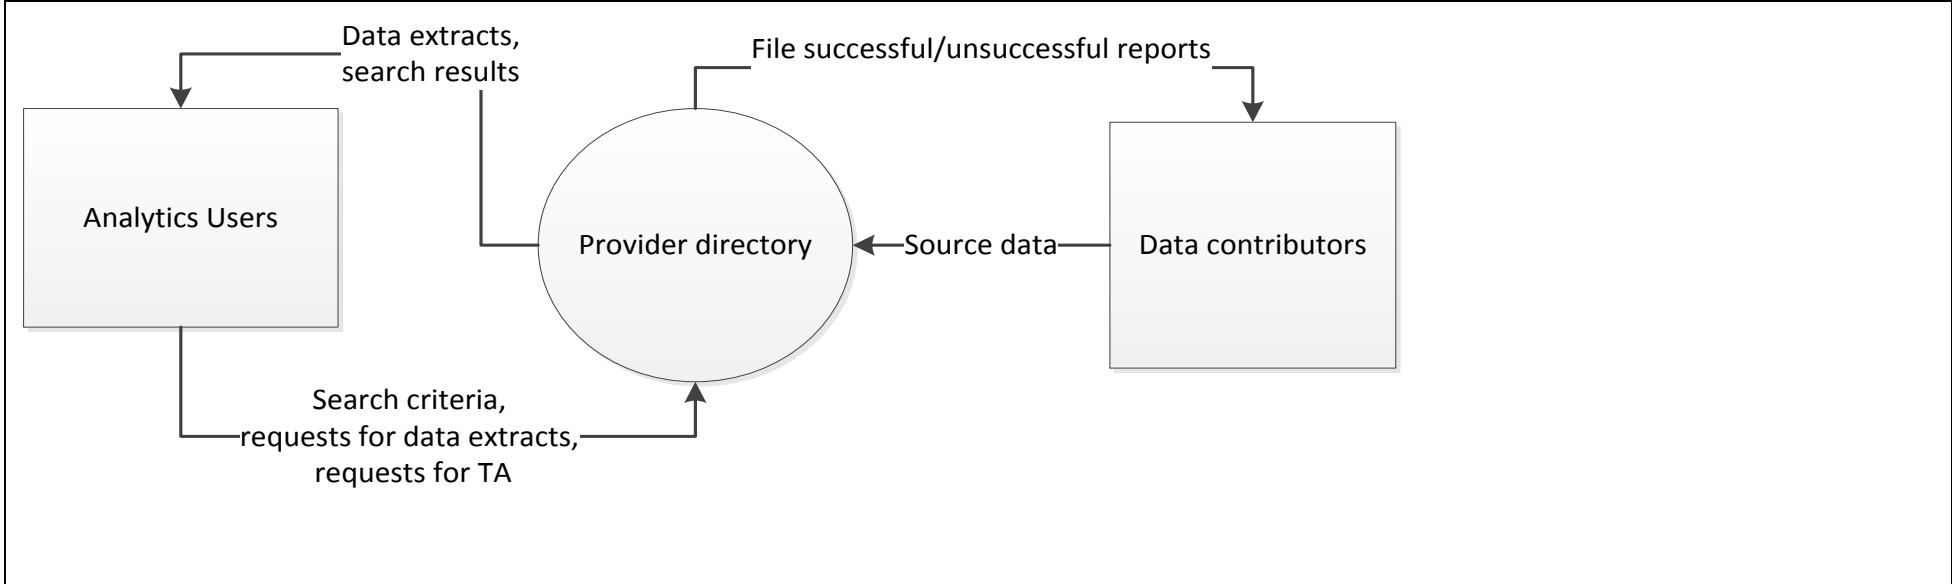 Data extracts,
search results
File successful/unsuccessful reports
Analytics Users
Provider directory
Source data
Data contributors
Search criteria,
requests for data extracts,
requests for TA